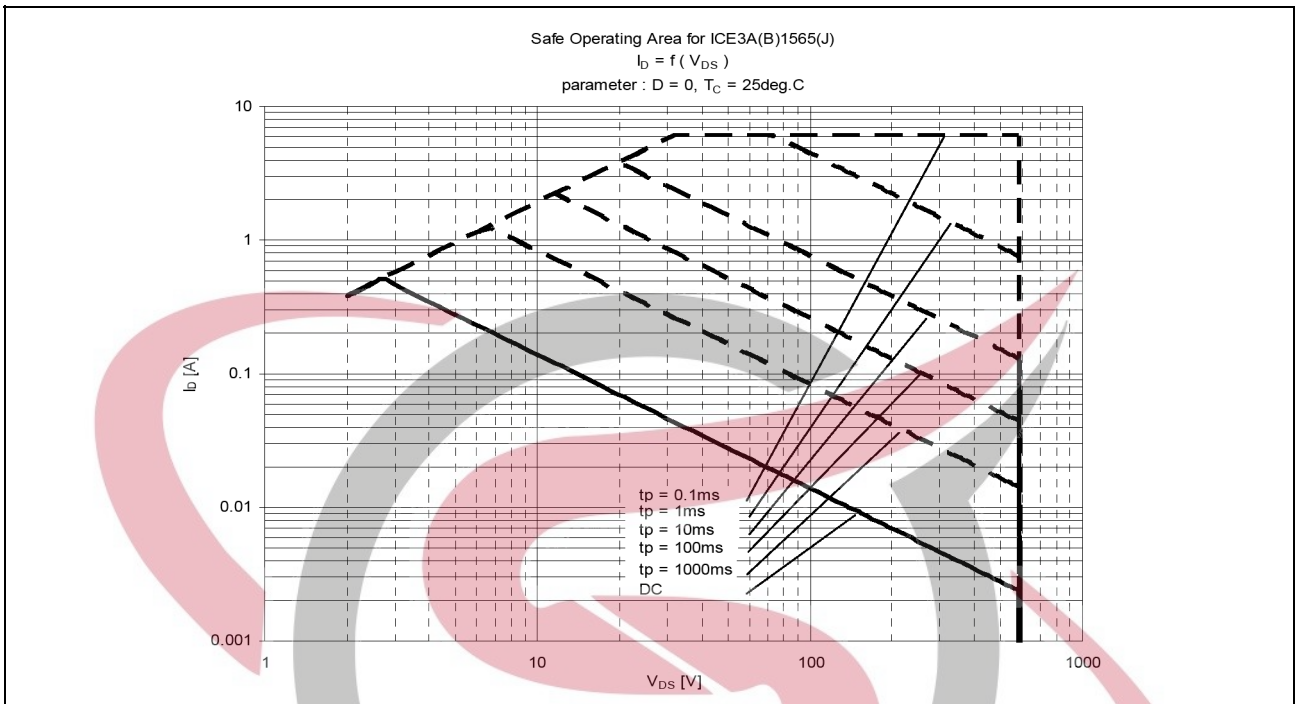 Safe Operating Area for ICE3A(B)1565(J)
I_D = f ( V_DS )
parameter : D = 0, T_C = 25deg.C
10
1
0.1
0.01
0.001
I_D [A]
tp = 0.1ms
tp = 1ms
tp = 10ms
tp = 100ms
tp = 1000ms
DC
1
10
100
1000
V_DS [V]